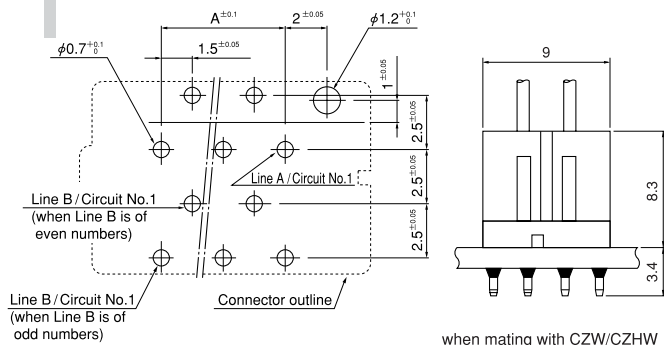 A±0.1
2±0.05
φ1.2+0.1 0
φ0.7+0.1 0
1.5±0.05
1±0.05
2.5±0.05
2.5±0.05
2.5±0.05
Line A / Circuit No.1
Line B / Circuit No.1
(when Line B is of
even numbers)
Line B / Circuit No.1
(when Line B is of
odd numbers)
Connector outline
9
8.3
3.4
when mating with CZW/CZHW